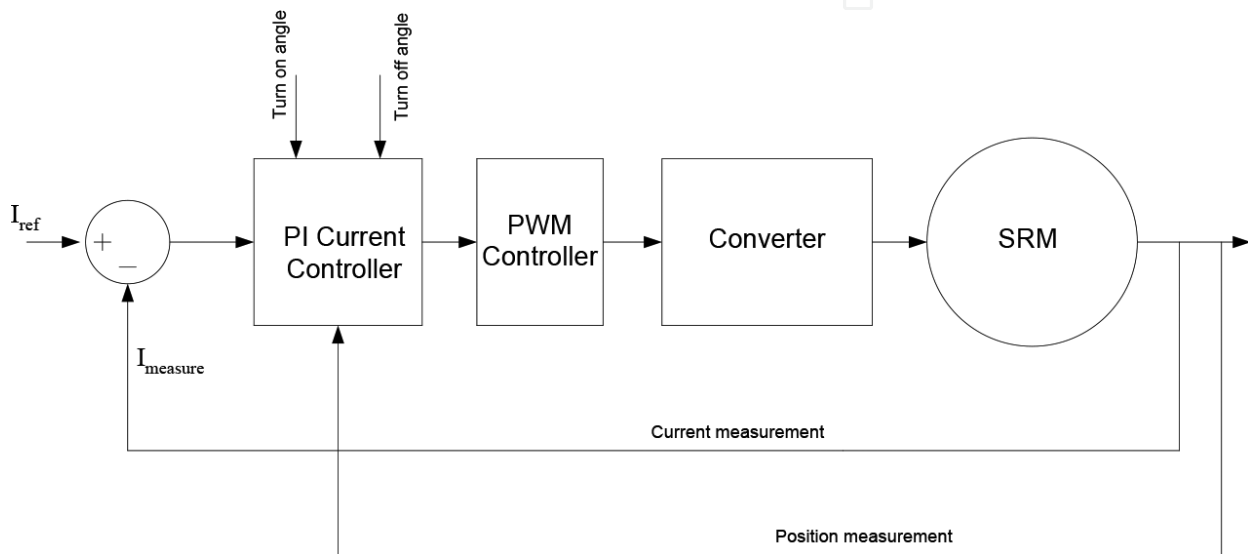 Turn on angle
Turn off angle
I_ref
+
−
PI Current
Controller
PWM
Controller
Converter
SRM
I_measure
Current measurement
Position measurement